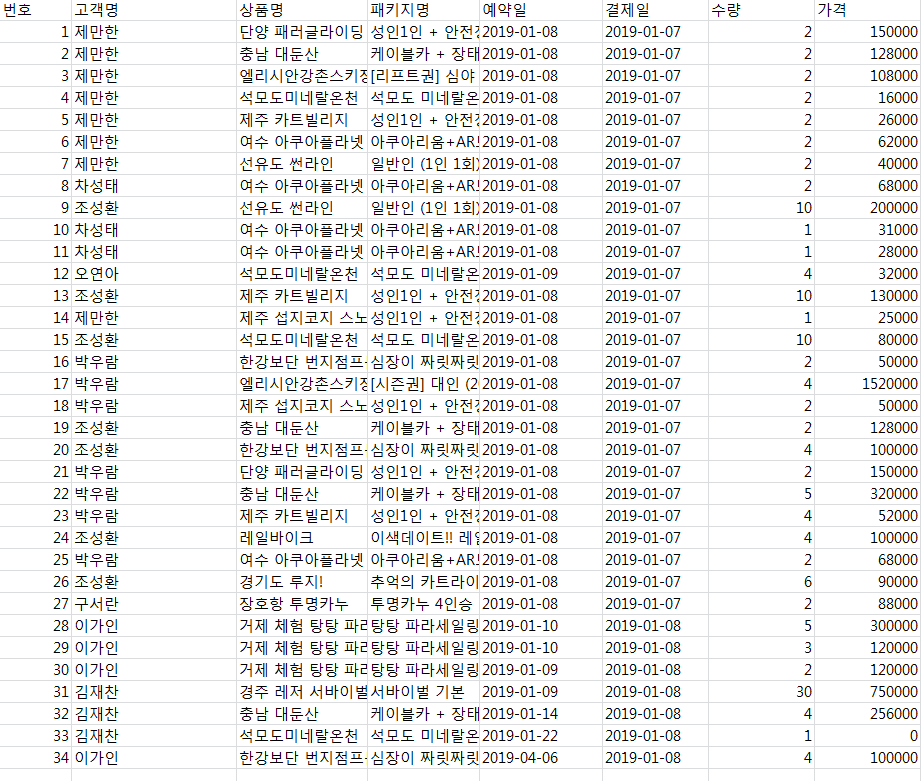 번호 고객명 상품명 패키지명 예약일 결제일 수량 가격
1 제만한 단양 패러글라이딩 성인1인 + 안전장 2019-01-08 2019-01-07 2 150000
2 제만한 충남 대둔산 케이블카 + 장태 2019-01-08 2019-01-07 2 128000
3 제만한 엘리시안강촌스키장 [리프트권] 심야 2019-01-08 2019-01-07 2 108000
4 제만한 석모도미네랄온천 석모도 미네랄온 2019-01-08 2019-01-07 2 16000
5 제만한 제주 카트빌리지 성인1인 + 안전장 2019-01-08 2019-01-07 2 26000
6 제만한 여수 아쿠아플라넷 아쿠아리움+AR 2019-01-08 2019-01-07 2 62000
7 제만한 선유도 썬라인 일반인 (1인 1회) 2019-01-08 2019-01-07 2 40000
8 차성태 여수 아쿠아플라넷 아쿠아리움+AR 2019-01-08 2019-01-07 2 68000
9 조성환 선유도 썬라인 일반인 (1인 1회) 2019-01-08 2019-01-07 10 200000
10 차성태 여수 아쿠아플라넷 아쿠아리움+AR 2019-01-08 2019-01-07 1 31000
11 차성태 여수 아쿠아플라넷 아쿠아리움+AR 2019-01-08 2019-01-07 1 28000
12 오연아 석모도미네랄온천 석모도 미네랄온 2019-01-09 2019-01-07 4 32000
13 조성환 제주 카트빌리지 성인1인 + 안전장 2019-01-08 2019-01-07 10 130000
14 제만한 제주 섭지코지 스노 성인1인 + 안전장 2019-01-08 2019-01-07 1 25000
15 조성환 석모도미네랄온천 석모도 미네랄온 2019-01-08 2019-01-07 10 80000
16 박우람 한강보단 번지점프 심장이 짜릿짜릿 2019-01-08 2019-01-07 2 50000
17 박우람 엘리시안강촌스키장 [시즌권] 대인 (2 2019-01-08 2019-01-07 4 1520000
18 박우람 제주 섭지코지 스노 성인1인 + 안전장 2019-01-08 2019-01-07 2 50000
19 조성환 충남 대둔산 케이블카 + 장태 2019-01-08 2019-01-07 2 128000
20 조성환 한강보단 번지점프 심장이 짜릿짜릿 2019-01-08 2019-01-07 4 100000
21 박우람 단양 패러글라이딩 성인1인 + 안전장 2019-01-08 2019-01-07 2 150000
22 박우람 충남 대둔산 케이블카 + 장태 2019-01-08 2019-01-07 5 320000
23 박우람 제주 카트빌리지 성인1인 + 안전장 2019-01-08 2019-01-07 4 52000
24 조성환 레일바이크 이색데이트!! 레일 2019-01-08 2019-01-07 4 100000
25 박우람 여수 아쿠아플라넷 아쿠아리움+AR 2019-01-08 2019-01-07 2 68000
26 조성환 경기도 루지! 추억의 카트라이 2019-01-08 2019-01-07 6 90000
27 구서란 장호항 투명카누 투명카누 4인승 2019-01-08 2019-01-07 2 88000
28 이가인 거제 체험 탕탕 파라 탕탕 파라세일링 2019-01-10 2019-01-08 5 300000
29 이가인 거제 체험 탕탕 파라 탕탕 파라세일링 2019-01-10 2019-01-08 3 120000
30 이가인 거제 체험 탕탕 파라 탕탕 파라세일링 2019-01-09 2019-01-08 2 120000
31 김재찬 경주 레저 서바이벌 서바이벌 기본 2019-01-09 2019-01-08 30 750000
32 김재찬 충남 대둔산 케이블카 + 장태 2019-01-14 2019-01-08 4 256000
33 김재찬 석모도미네랄온천 석모도 미네랄온 2019-01-22 2019-01-08 1 0
34 이가인 한강보단 번지점프 심장이 짜릿짜릿 2019-04-06 2019-01-08 4 100000